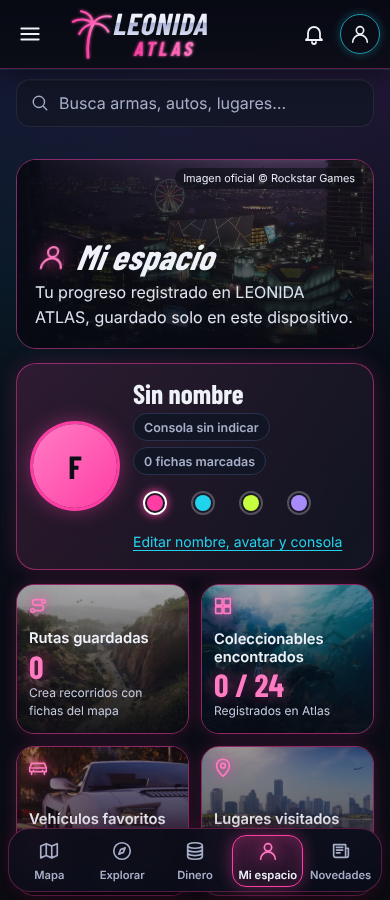 LEONIDA
ATLAS
Busca armas, autos, lugares...
Imagen oficial © Rockstar Games
Mi espacio
Tu progreso registrado en LEONIDA
ATLAS, guardado solo en este dispositivo.
Sin nombre
Consola sin indicar
0 fichas marcadas
F
Editar nombre, avatar y consola
Rutas guardadas
0
Crea recorridos con
fichas del mapa
Coleccionables
encontrados
0 / 24
Registrados en Atlas
Vehículos favoritos
Lugares visitados
Mapa
Explorar
Dinero
Mi espacio
Novedades